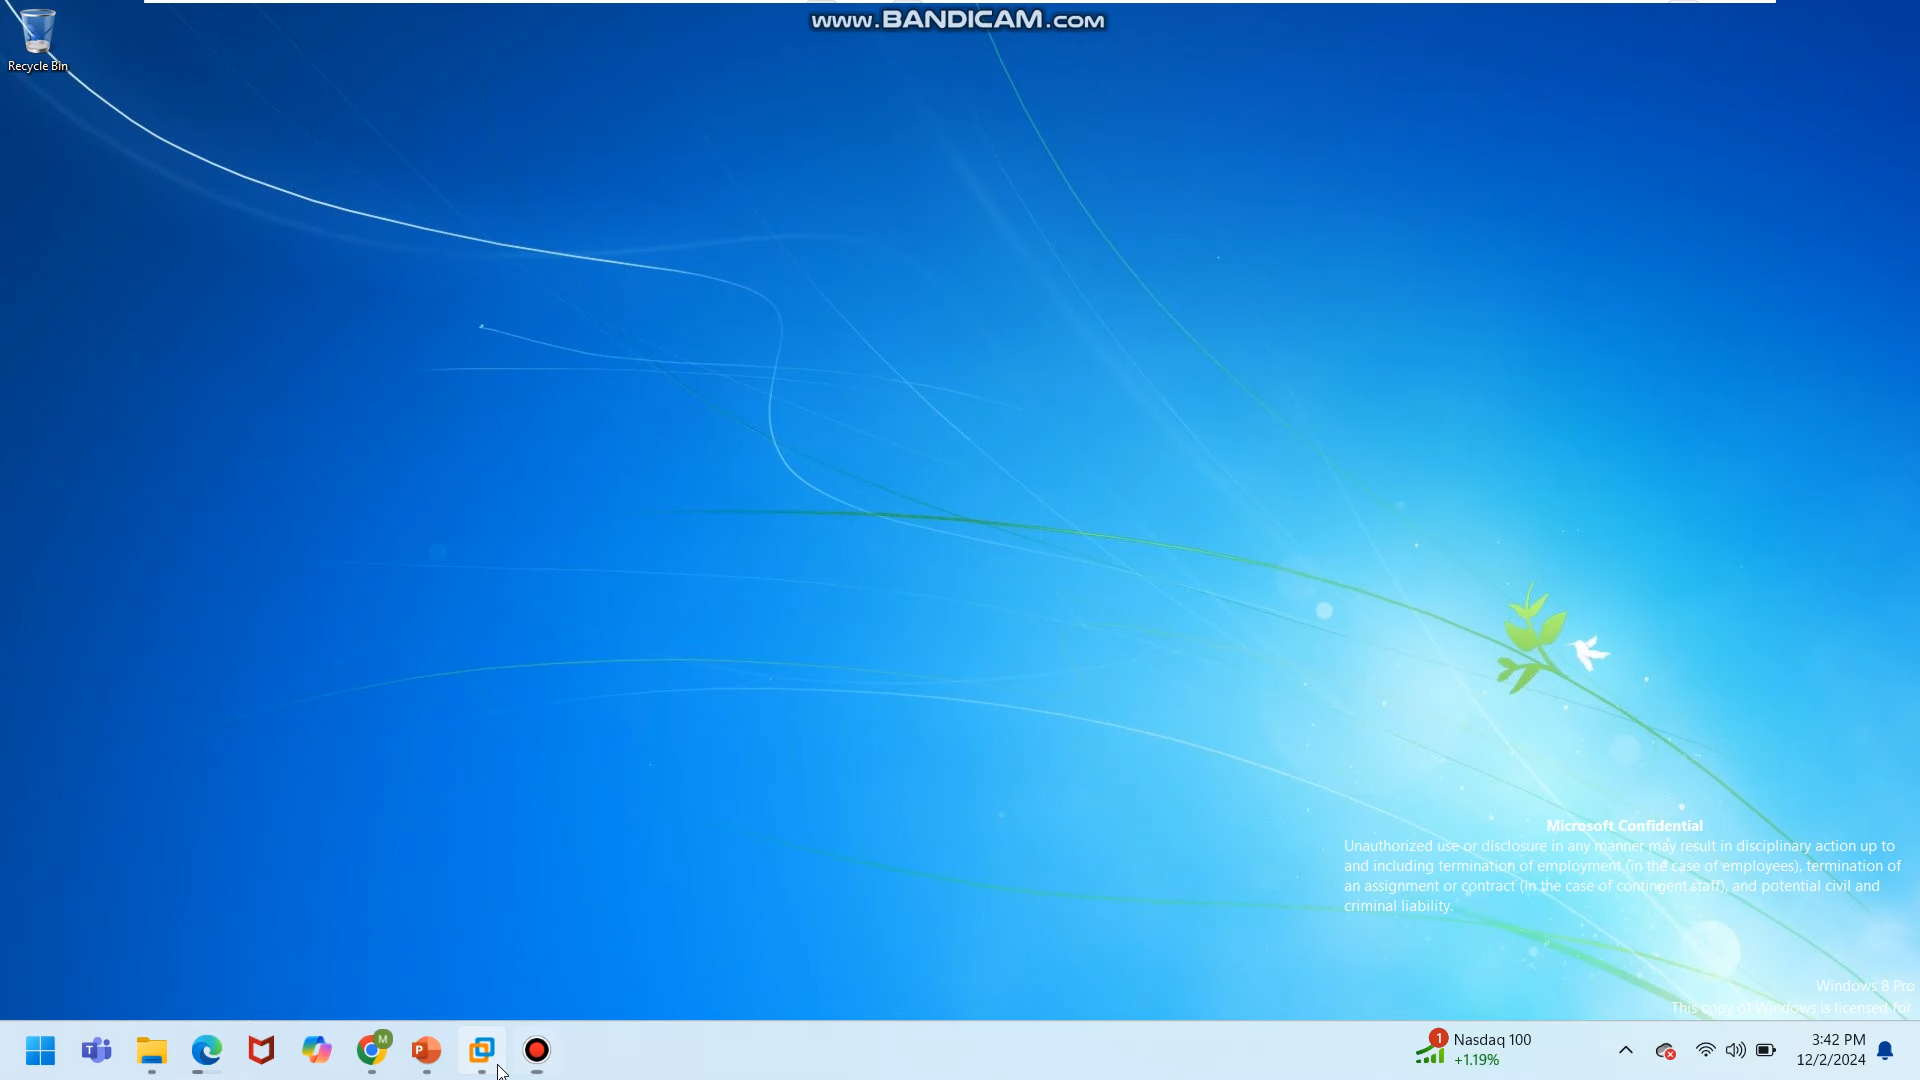 www.BANDICAM.com
Recycle Bin
Microsoft Confidential
Unauthorized use or disclosure in any manner may result in disciplinary action up to
and including termination of employment (in the case of employees), termination of
an assignment or contract (in the case of contingent staff), and potential civil and
criminal liability.
Windows 8 Pro
This copy of Windows is licensed for
M
1
Nasdaq 100
+1.19%
3:42 PM
12/2/2024